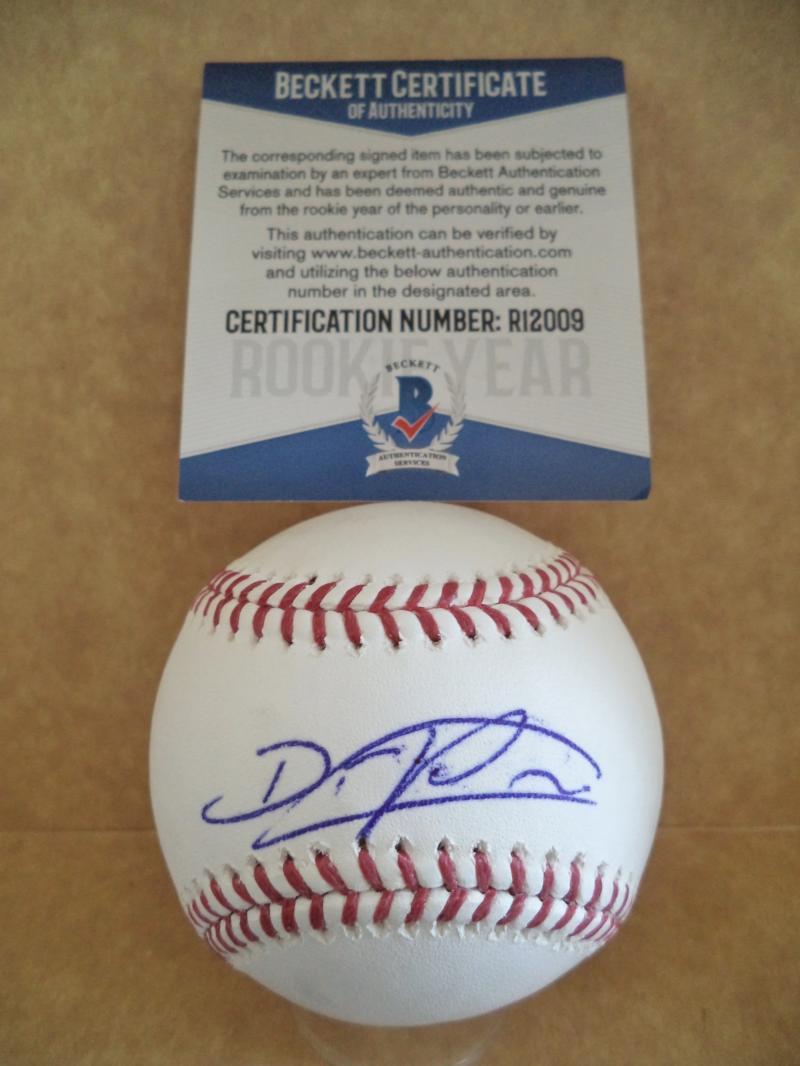 BECKETT CERTIFICATE
OF AUTHENTICITY
The corresponding signed item has been subjected to
examination by an expert from Beckett Authentication
Services and has been deemed authentic and genuine
from the rookie year of the personality or earlier.
This authentication can be verified by
visiting www.beckett-authentication.com
and utilizing the below authentication
number in the designated area.
CERTIFICATION NUMBER: R12009
ROOKIE YEAR
BECKETT
B
AUTHENTICATION
SERVICES
D.